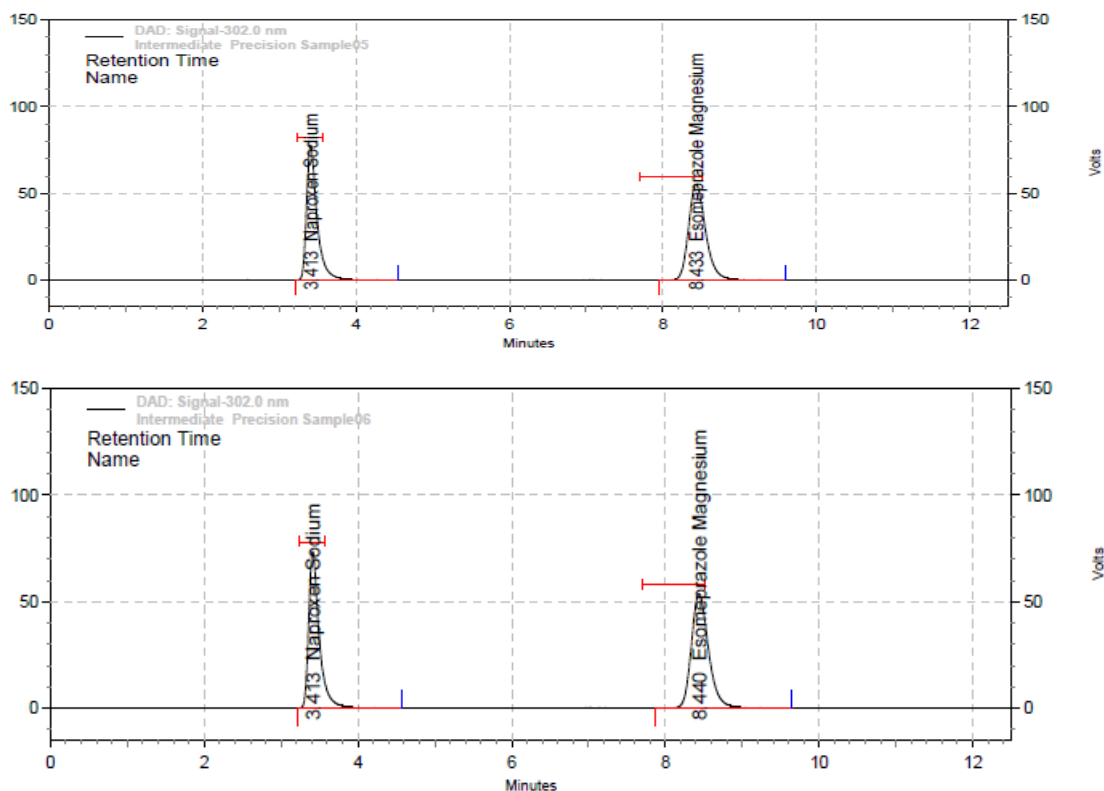 150
150
DAD: Signal-302.0 nm
Intermediate Precision Sample05
Retention Time
Name
100
100
50
50
0
0
3.413 Naproxen Sodium
8.433 Esomeprazole Magnesium
Volts
0
2
4
6
8
10
12
Minutes
150
150
DAD: Signal-302.0 nm
Intermediate Precision Sample06
Retention Time
Name
100
100
50
50
0
0
3.413 Naproxen Sodium
8.440 Esomeprazole Magnesium
Volts
0
2
4
6
8
10
12
Minutes